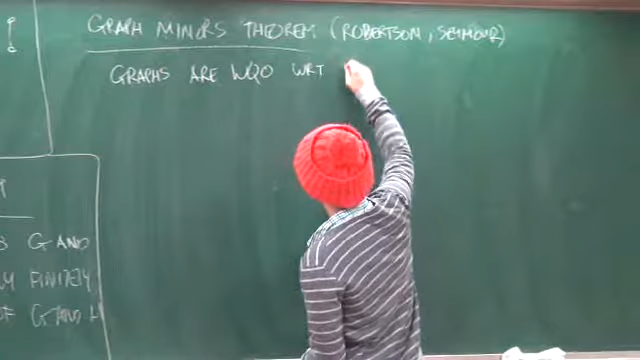 GRAPH MINORS THEOREM (ROBERTSON, SEYMOUR)
GRAPHS ARE WQO WRT
G AND
FINITELY
OF G AND H